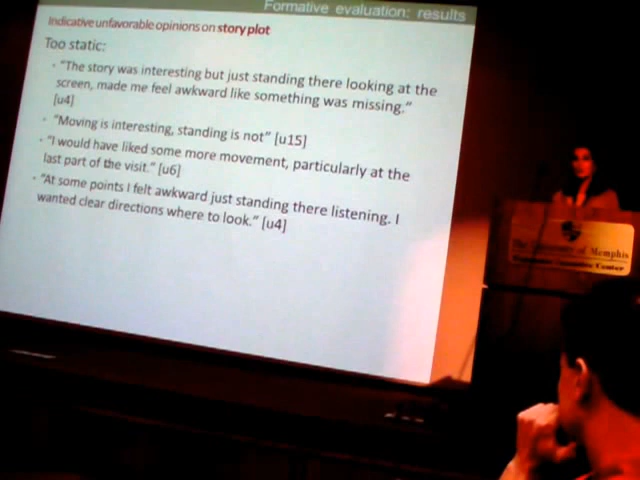 Formative evaluation: results
Indicative unfavorable opinions on story plot
Too static:
- "The story was interesting but just standing there looking at the
screen, made me feel awkward like something was missing."
[u4]
- "Moving is interesting, standing is not" [u15]
- "I would have liked some more movement, particularly at the
last part of the visit." [u6]
- "At some points I felt awkward just standing there listening. I
wanted clear directions where to look." [u4]
The University of Memphis
Center